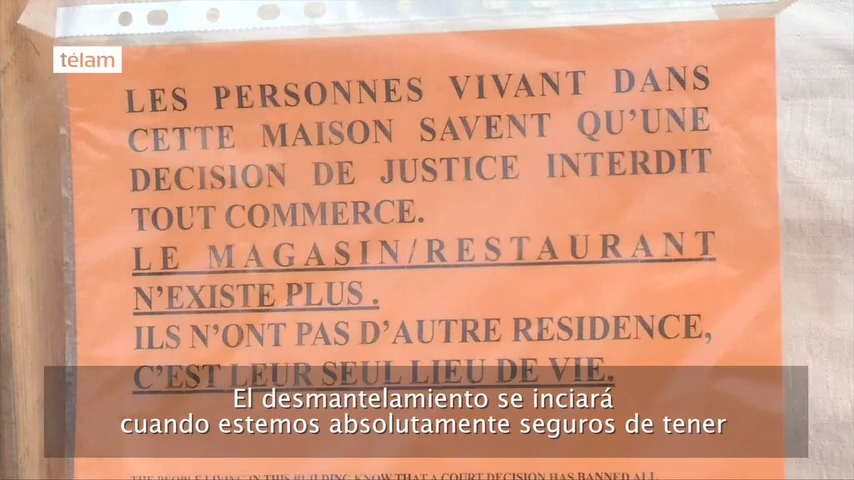 télam
LES PERSONNES VIVANT DANS
CETTE MAISON SAVENT QU'UNE
DECISION DE JUSTICE INTERDIT
TOUT COMMERCE.
LE MAGASIN/RESTAURANT
N'EXISTE PLUS .
ILS N'ONT PAS D'AUTRE RESIDENCE,
C'EST LEUR SEUL LIEU DE VIE.
El desmantelamiento se inciará
cuando estemos absolutamente seguros de tener
THE PEOPLE LIVING IN THIS BUILDING KNOW THAT A COURT DECISION HAS BANNED ALL